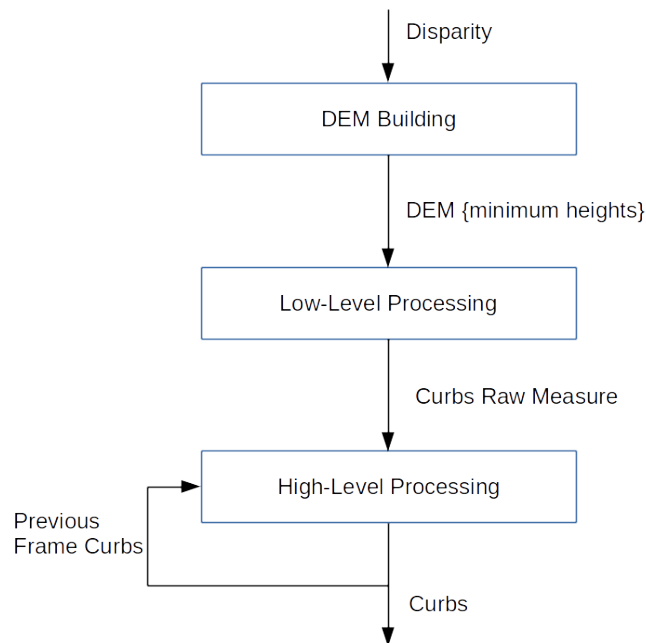 Disparity
DEM Building
DEM {minimum heights}
Low-Level Processing
Curbs Raw Measure
High-Level Processing
Previous
Frame Curbs
Curbs